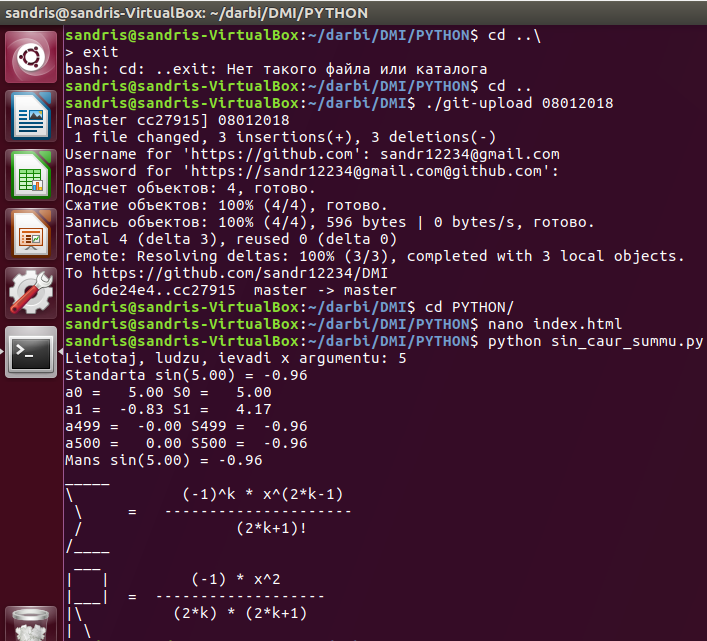 sandris@sandris-VirtualBox: ~/darbi/DMI/PYTHON
sandris@sandris-VirtualBox:~/darbi/DMI/PYTHON$ cd ..\
> exit
bash: cd: ..exit: Нет такого файла или каталога
sandris@sandris-VirtualBox:~/darbi/DMI/PYTHON$ cd ..
sandris@sandris-VirtualBox:~/darbi/DMI$ ./git-upload 08012018
[master cc27915] 08012018
 1 file changed, 3 insertions(+), 3 deletions(-)
Username for 'https://github.com': sandr12234@gmail.com
Password for 'https://sandr12234@gmail.com@github.com':
Подсчет объектов: 4, готово.
Сжатие объектов: 100% (4/4), готово.
Запись объектов: 100% (4/4), 596 bytes | 0 bytes/s, готово.
Total 4 (delta 3), reused 0 (delta 0)
remote: Resolving deltas: 100% (3/3), completed with 3 local objects.
To https://github.com/sandr12234/DMI
   6de24e4..cc27915  master -> master
sandris@sandris-VirtualBox:~/darbi/DMI$ cd PYTHON/
sandris@sandris-VirtualBox:~/darbi/DMI/PYTHON$ nano index.html
sandris@sandris-VirtualBox:~/darbi/DMI/PYTHON$ python sin_caur_summu.py
Lietotaj, ludzu, ievadi x argumentu: 5
Standarta sin(5.00) = -0.96
a0 =   5.00 S0 =   5.00
a1 =  -0.83 S1 =   4.17
a499 =  -0.00 S499 =  -0.96
a500 =   0.00 S500 =  -0.96
Mans sin(5.00) = -0.96
_____
\            (-1)^k * x^(2*k-1)
 \     =   ---------------------
 /                 (2*k+1)!
/____
 ___
|   |         (-1) * x^2
|___|  =  -------------------
|\          (2*k) * (2*k+1)
| \